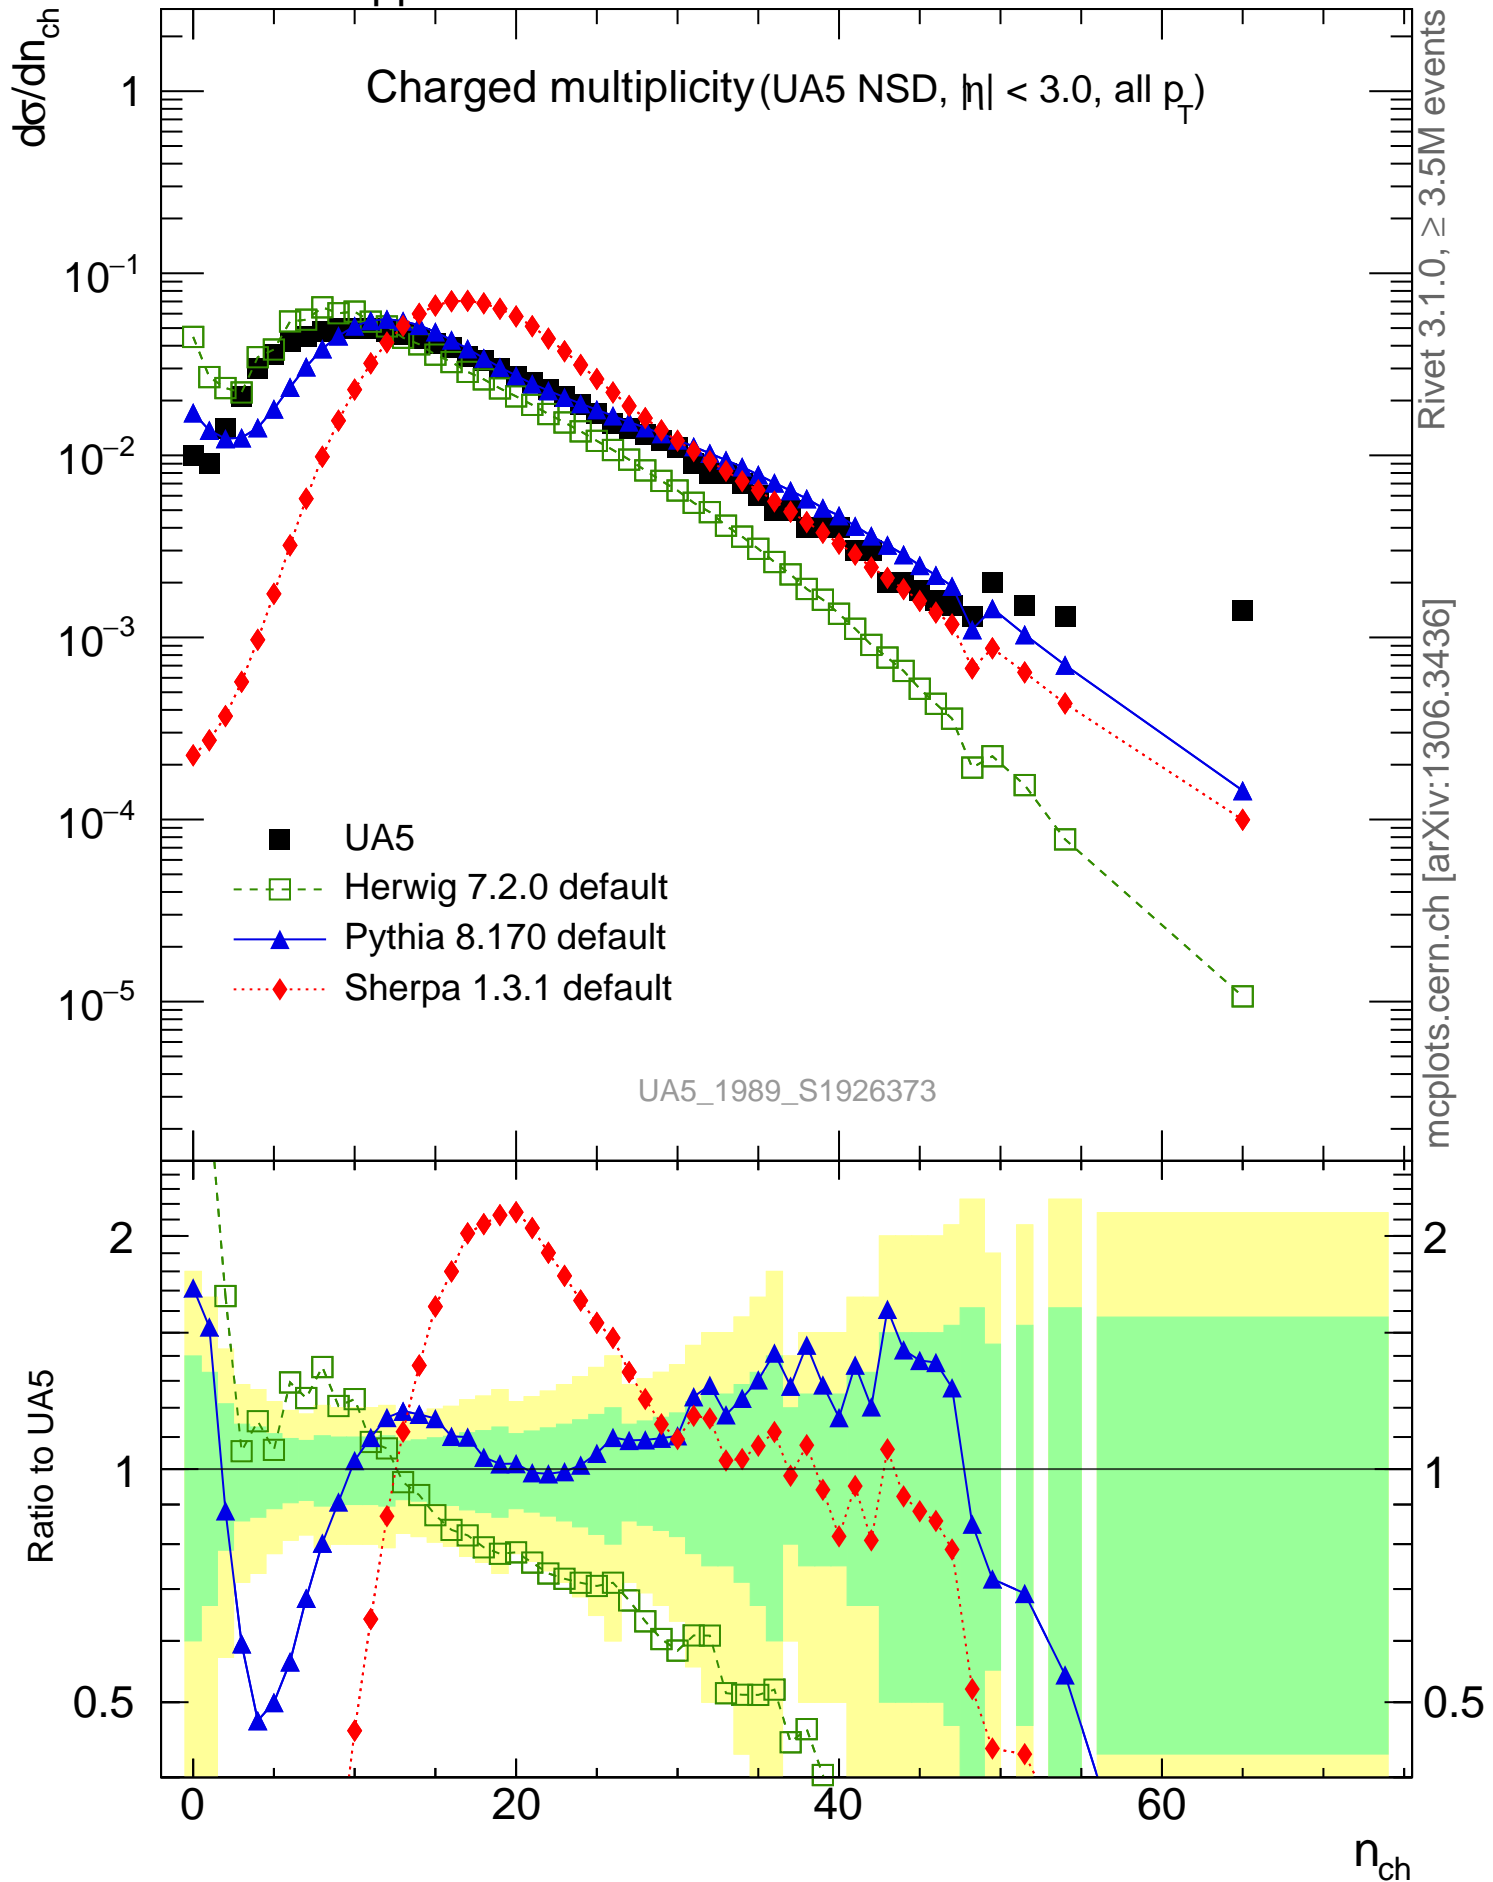 dσ/dn_ch
Charged multiplicity (UA5 NSD, |η| < 3.0, all p_T)
1
10⁻¹
10⁻²
10⁻³
10⁻⁴
10⁻⁵
UA5
Herwig 7.2.0 default
Pythia 8.170 default
Sherpa 1.3.1 default
UA5_1989_S1926373
Rivet 3.1.0, ≥ 3.5M events
mcplots.cern.ch [arXiv:1306.3436]
Ratio to UA5
2
1
0.5
2
1
0.5
0 20 40 60
n_ch